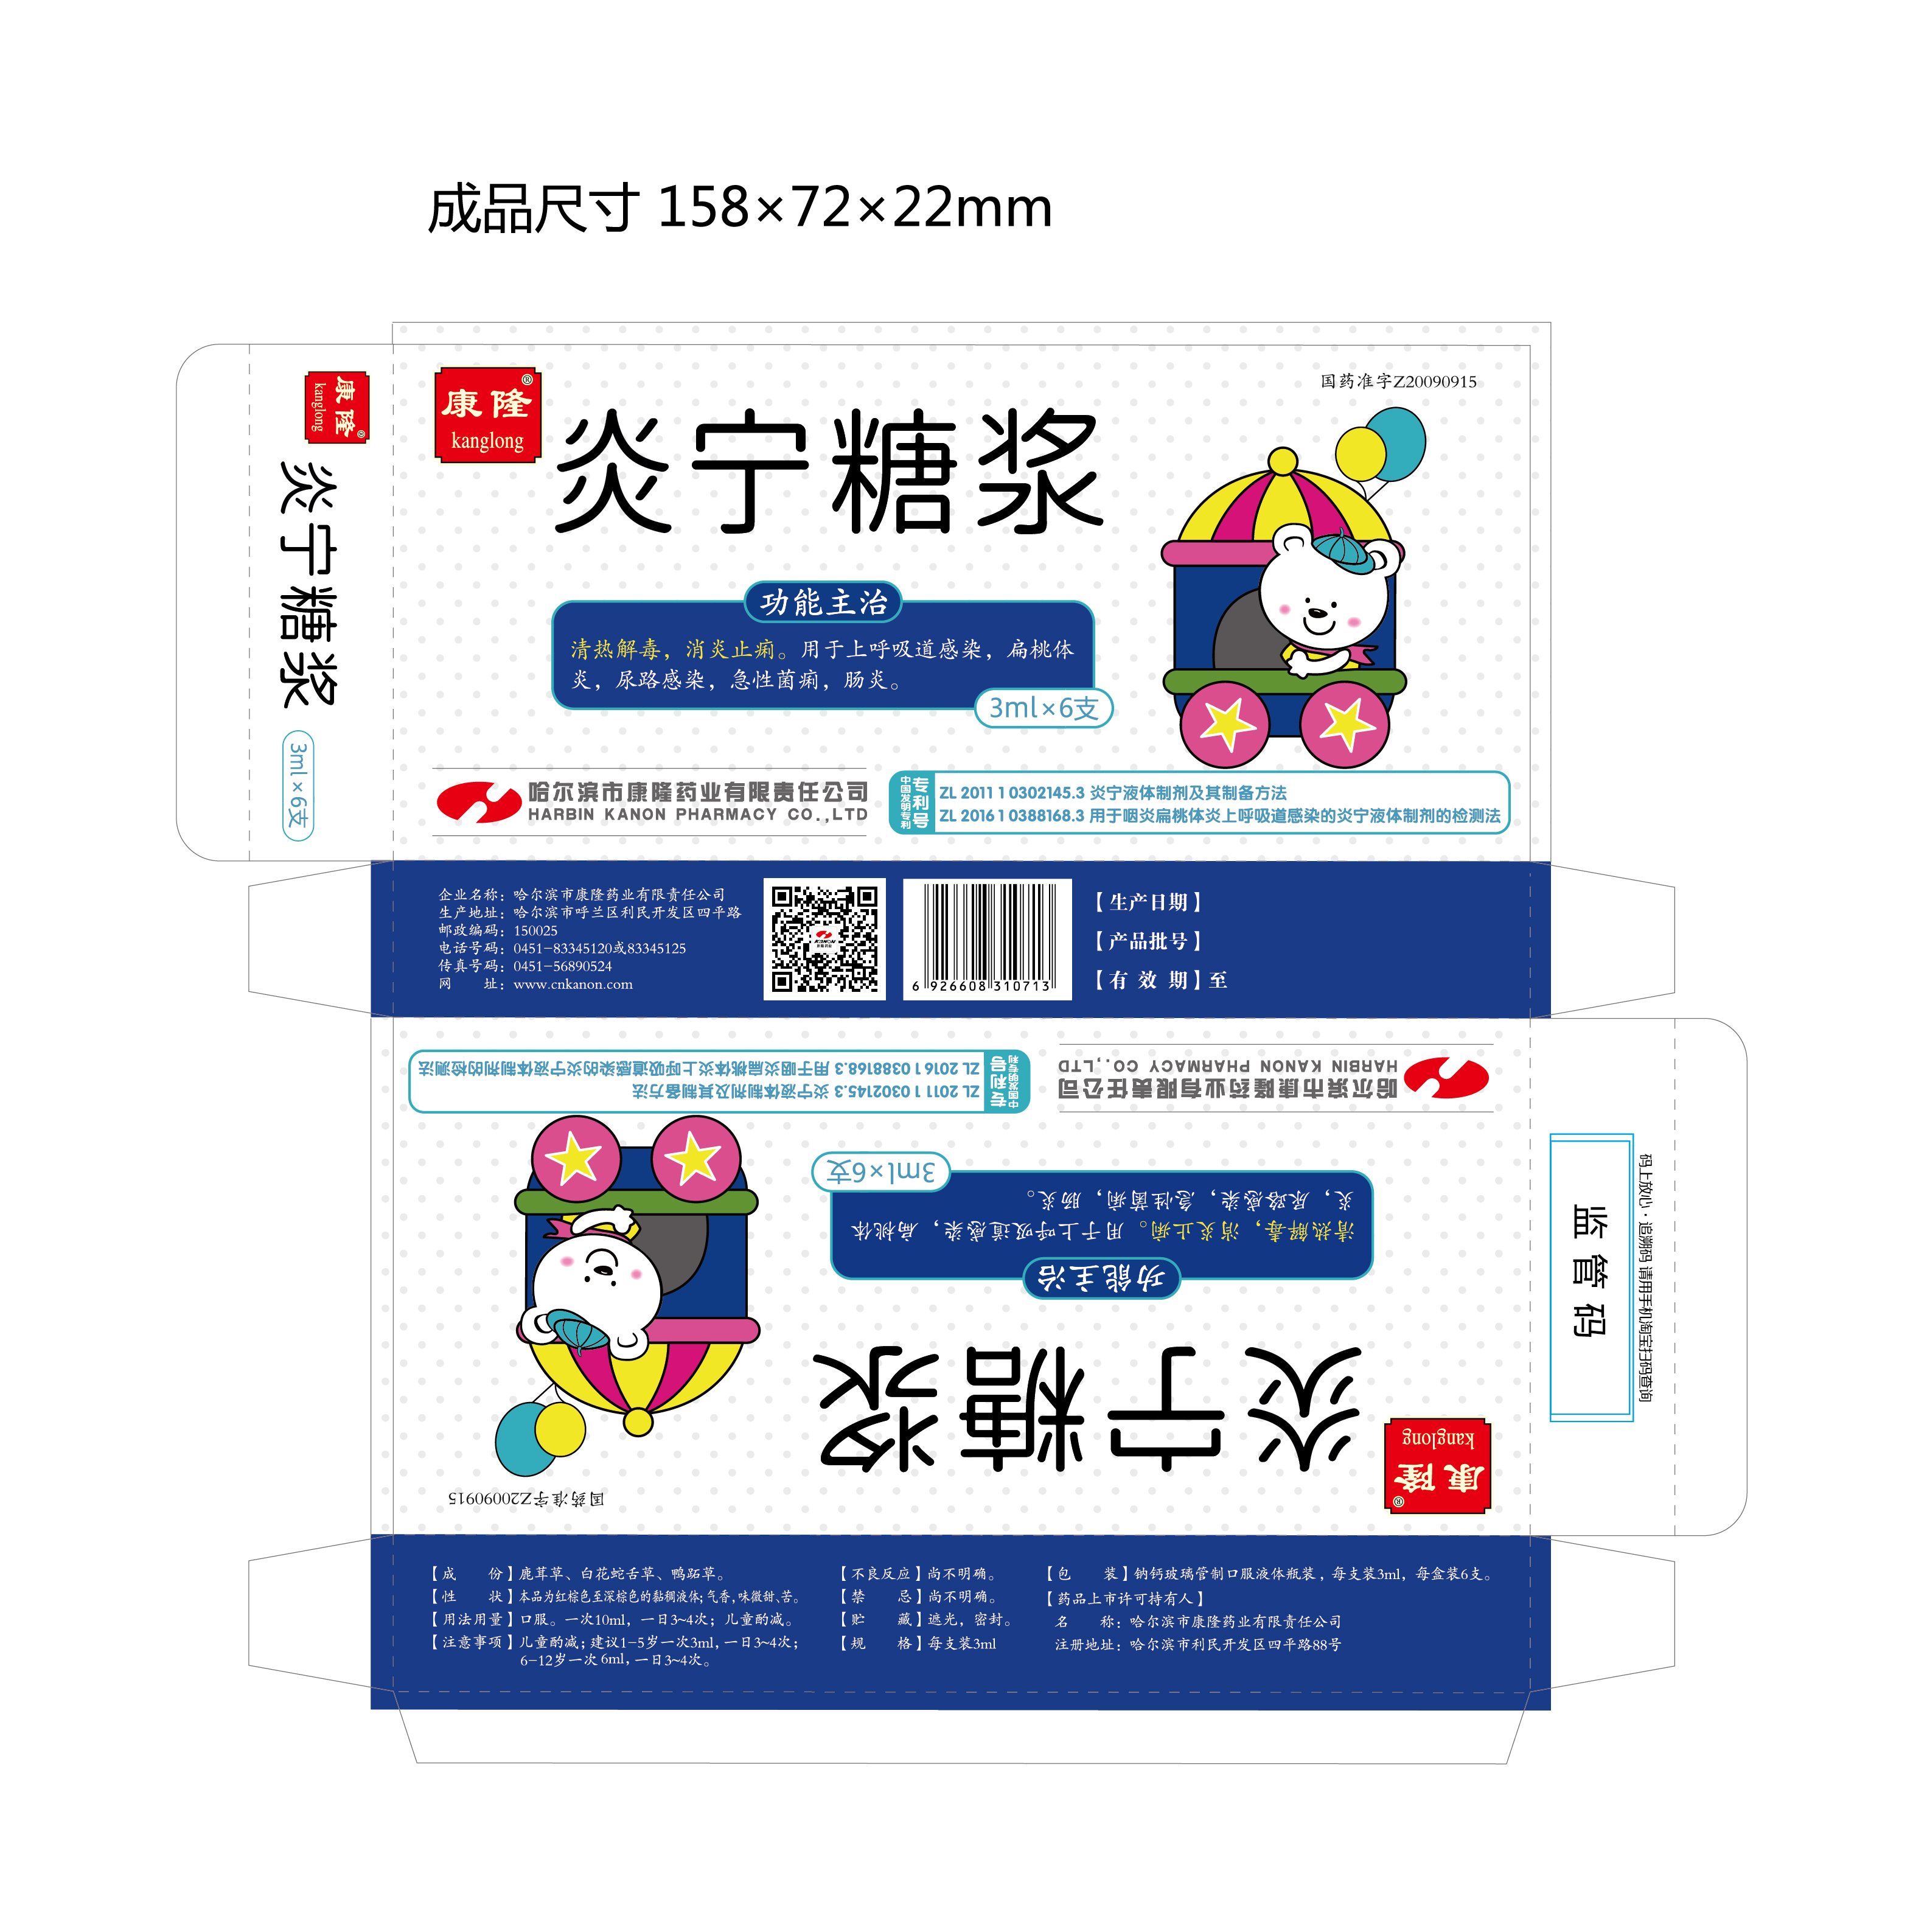 成品尺寸 158×72×22mm
康隆®
kanglong
炎宁糖浆
3ml×6支
康隆®
kanglong
炎宁糖浆
国药准字Z20090915
功能主治
清热解毒，消炎止痢。用于上呼吸道感染，扁桃体
炎，尿路感染，急性菌痢，肠炎。
3ml×6支
哈尔滨市康隆药业有限责任公司
HARBIN KANON PHARMACY CO.,LTD
中国发明专利
专利号
ZL 2011 1 0302145.3 炎宁液体制剂及其制备方法
ZL 2016 1 0388168.3 用于咽炎扁桃体炎上呼吸道感染的炎宁液体制剂的检测法
企业名称：哈尔滨市康隆药业有限责任公司
生产地址：哈尔滨市呼兰区利民开发区四平路
邮政编码：150025
电话号码：0451-83345120或83345125
传真号码：0451-56890524
网　　址：www.cnkanon.com
KANON
6 926608 310713
【生产日期】
【产品批号】
【有 效 期】至
康隆®
kanglong
炎宁糖浆
国药准字Z20090915
功能主治
清热解毒，消炎止痢。用于上呼吸道感染，扁桃体
炎，尿路感染，急性菌痢，肠炎。
3ml×6支
哈尔滨市康隆药业有限责任公司
HARBIN KANON PHARMACY CO.,LTD
中国发明专利
专利号
ZL 2011 1 0302145.3 炎宁液体制剂及其制备方法
ZL 2016 1 0388168.3 用于咽炎扁桃体炎上呼吸道感染的炎宁液体制剂的检测法
码上放心·追溯码 请用手机淘宝扫码查询
监管码
【成　　份】鹿茸草、白花蛇舌草、鸭跖草。
【性　　状】本品为红棕色至深棕色的黏稠液体；气香，味微甜、苦。
【用法用量】口服。一次10ml，一日3~4次；儿童酌减。
【注意事项】儿童酌减；建议1-5岁一次3ml，一日3~4次；
6-12岁一次 6ml，一日3~4次。
【不良反应】尚不明确。
【禁　　忌】尚不明确。
【贮　　藏】遮光，密封。
【规　　格】每支装3ml
【包　　装】钠钙玻璃管制口服液体瓶装，每支装3ml，每盒装6支。
【药品上市许可持有人】
名　　称：哈尔滨市康隆药业有限责任公司
注册地址：哈尔滨市利民开发区四平路88号